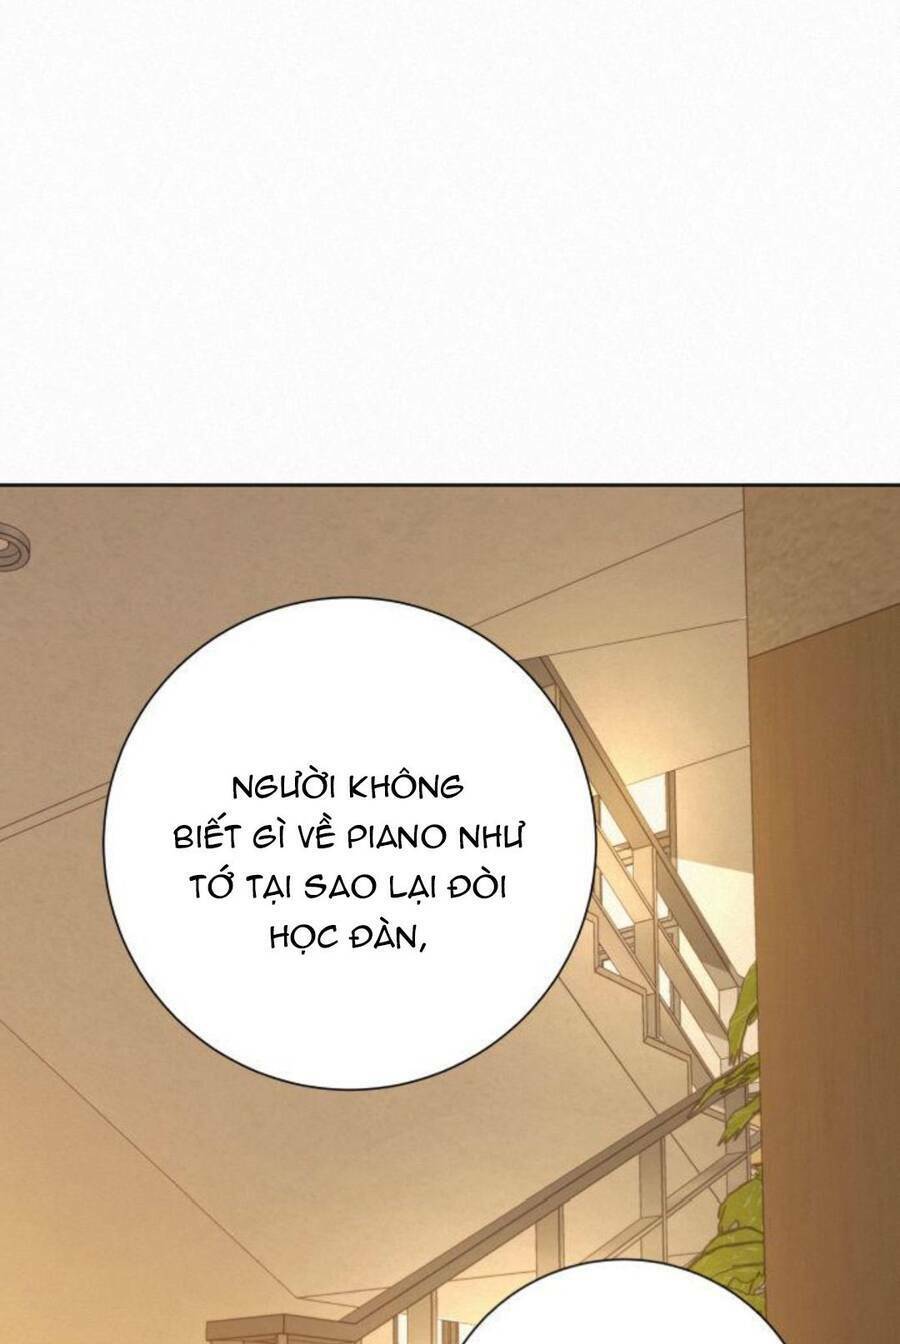 NGƯỜI KHÔNG
BIẾT GÌ VỀ PIANO NHƯ
TỚ TẠI SAO LẠI ĐÒI
HỌC ĐÀN,